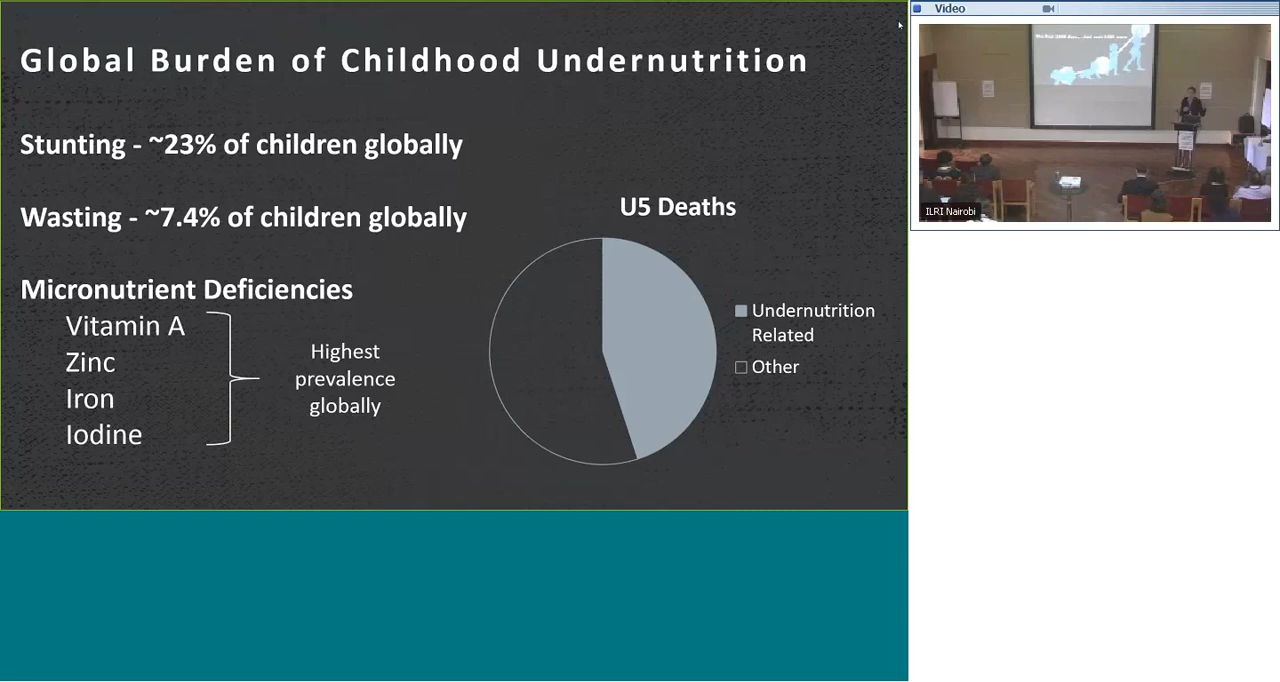 Global Burden of Childhood Undernutrition
Stunting - ~23% of children globally
Wasting - ~7.4% of children globally
Micronutrient Deficiencies
Vitamin A
Zinc
Iron
Iodine
Highest
prevalence
globally
U5 Deaths
Undernutrition
Related
Other
Video
ILRI Nairobi